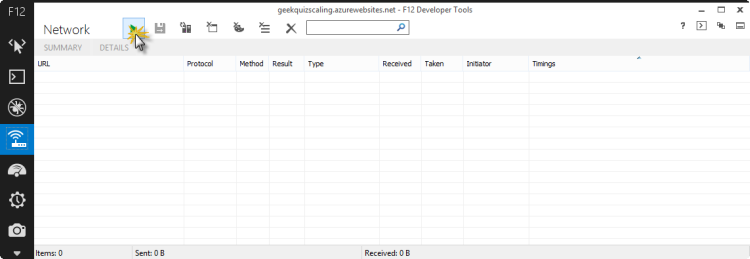 geekquizscaling.azurewebsites.net - F12 Developer Tools
F12
Network
?
SUMMARY DETAILS
URL Protocol Method Result Type Received Taken Initiator Timings
Items: 0 Sent: 0 B Received: 0 B